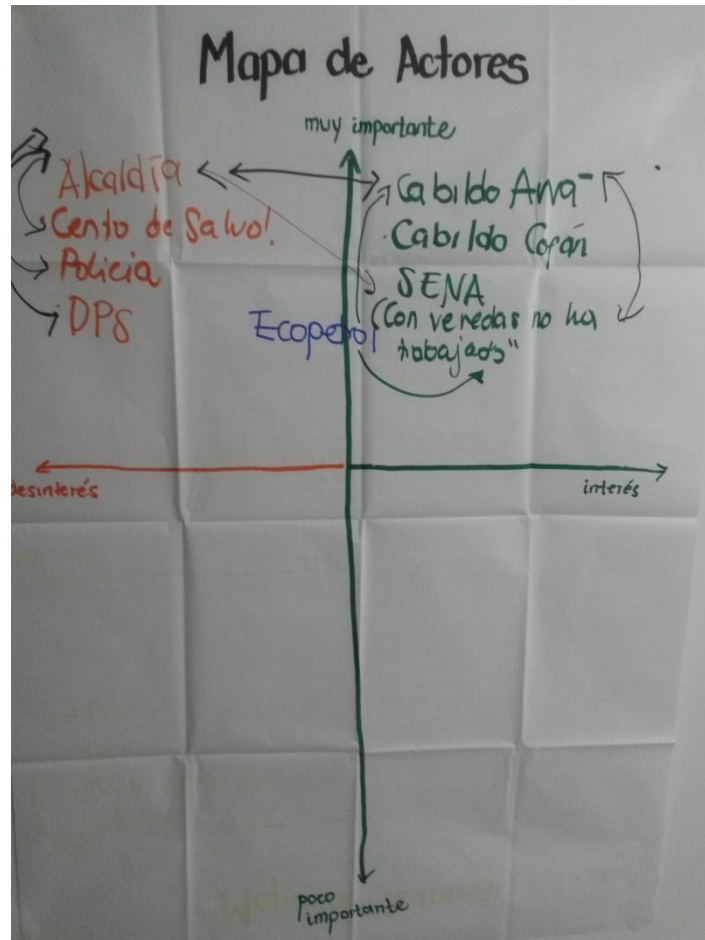 Mapa de Actores
muy importante
Alcaldía
Cento de Salud
Policia
DPS
Cabildo Awa
Cabildo Cofán
SENA
(Con veredas no ha
trabajado"
Ecopetrol
desinterés
interés
poco
importante